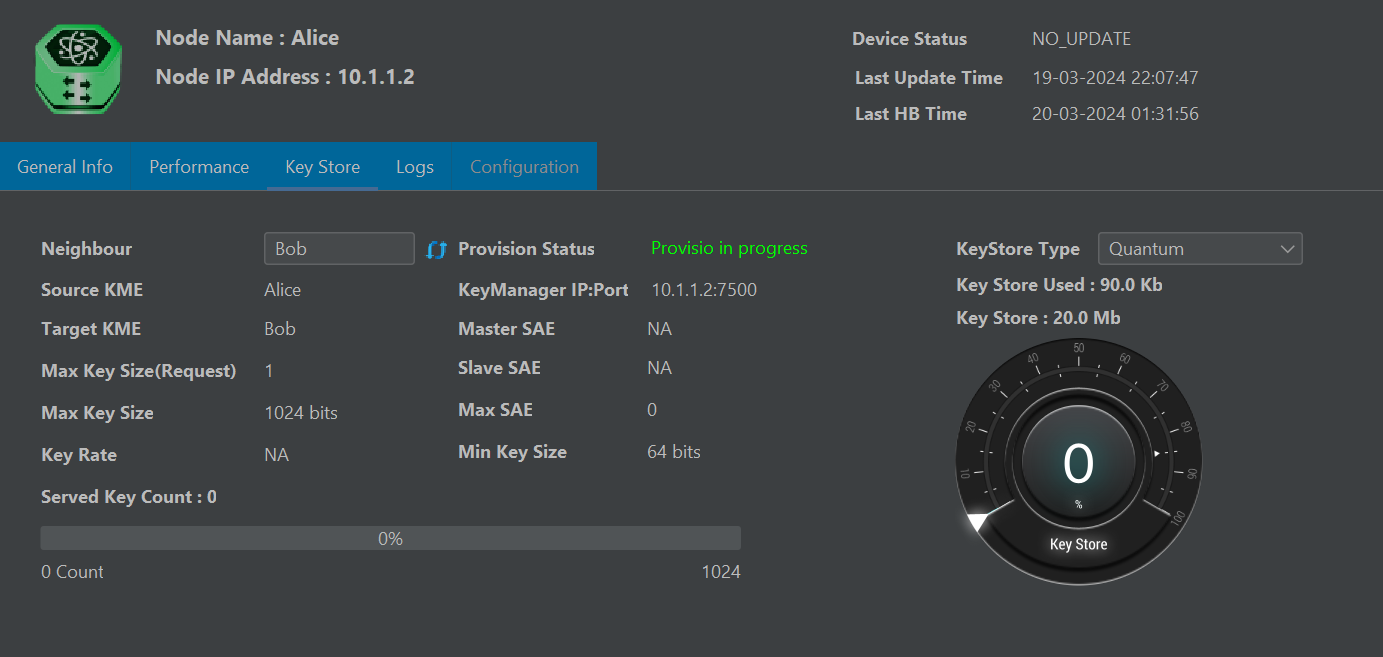 Node Name : Alice
Node IP Address : 10.1.1.2
Device Status NO_UPDATE
Last Update Time 19-03-2024 22:07:47
Last HB Time 20-03-2024 01:31:56
General Info Performance Key Store Logs Configuration
Neighbour Bob Provision Status Provisio in progress KeyStore Type Quantum
Source KME Alice KeyManager IP:Port 10.1.1.2:7500 Key Store Used : 90.0 Kb
Target KME Bob Master SAE NA Key Store : 20.0 Mb
Max Key Size(Request) 1 Slave SAE NA
Max Key Size 1024 bits Max SAE 0
Key Rate NA Min Key Size 64 bits
Served Key Count : 0
0%
0 Count 1024
10 20 30 40 50 60 70 80 90 100
0
%
Key Store